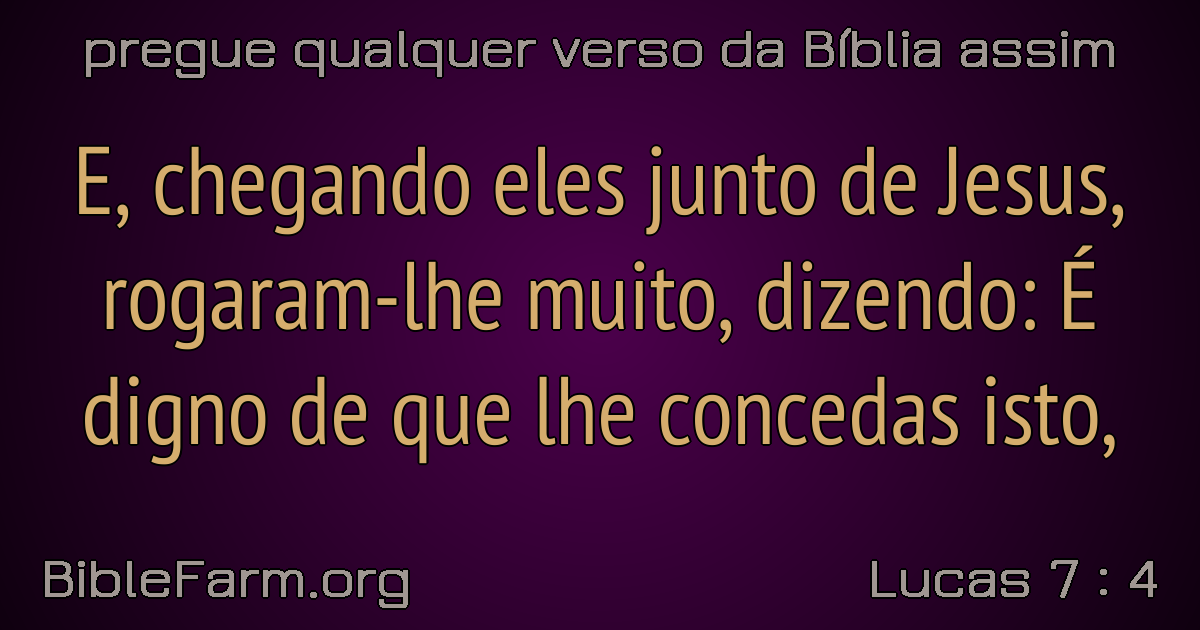 pregue qualquer verso da Bíblia assim
E, chegando eles junto de Jesus,
rogaram-lhe muito, dizendo: É
digno de que lhe concedas isto,
BibleFarm.org
Lucas 7 : 4